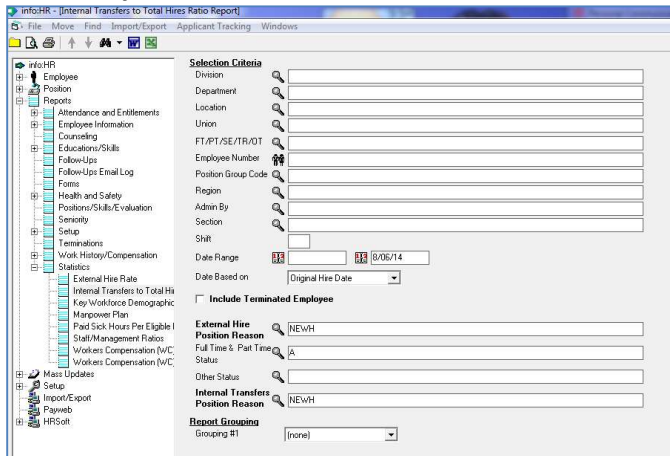 info:HR - [Internal Transfers to Total Hires Ratio Report]
File Move Find Import/Export Applicant Tracking Windows
info:HR
Employee
Position
Reports
Attendance and Entitlements
Employee Information
Counseling
Educations/Skills
Follow-Ups
Follow-Ups Email Log
Forms
Health and Safety
Positions/Skills/Evaluation
Seniority
Setup
Terminations
Work History/Compensation
Statistics
External Hire Rate
Internal Transfers to Total Hi
Key Workforce Demographic
Manpower Plan
Paid Sick Hours Per Eligible
Staff/Management Ratios
Workers Compensation (WC)
Workers Compensation (WC)
Mass Updates
Setup
Import/Export
Payweb
HRSoft
Selection Criteria
Division
Department
Location
Union
FT/PT/SE/TR/OT
Employee Number
Position Group Code
Region
Admin By
Section
Shift
Date Range 8/06/14
Date Based on Original Hire Date
Include Terminated Employee
External Hire
Position Reason NEWH
Full Time & Part Time
Status A
Other Status
Internal Transfers
Position Reason NEWH
Report Grouping
Grouping #1 (none)